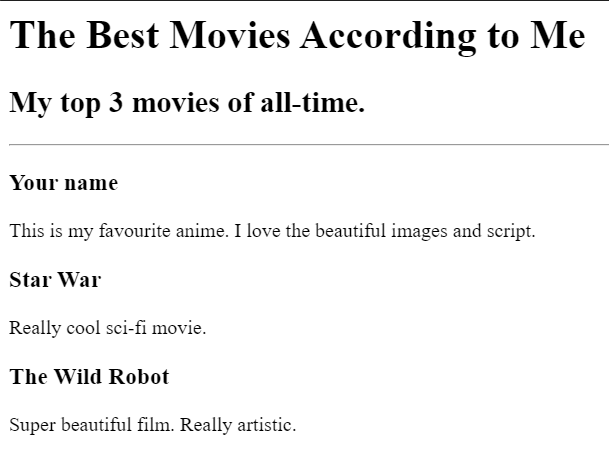 The Best Movies According to Me
My top 3 movies of all-time.
Your name
This is my favourite anime. I love the beautiful images and script.
Star War
Really cool sci-fi movie.
The Wild Robot
Super beautiful film. Really artistic.